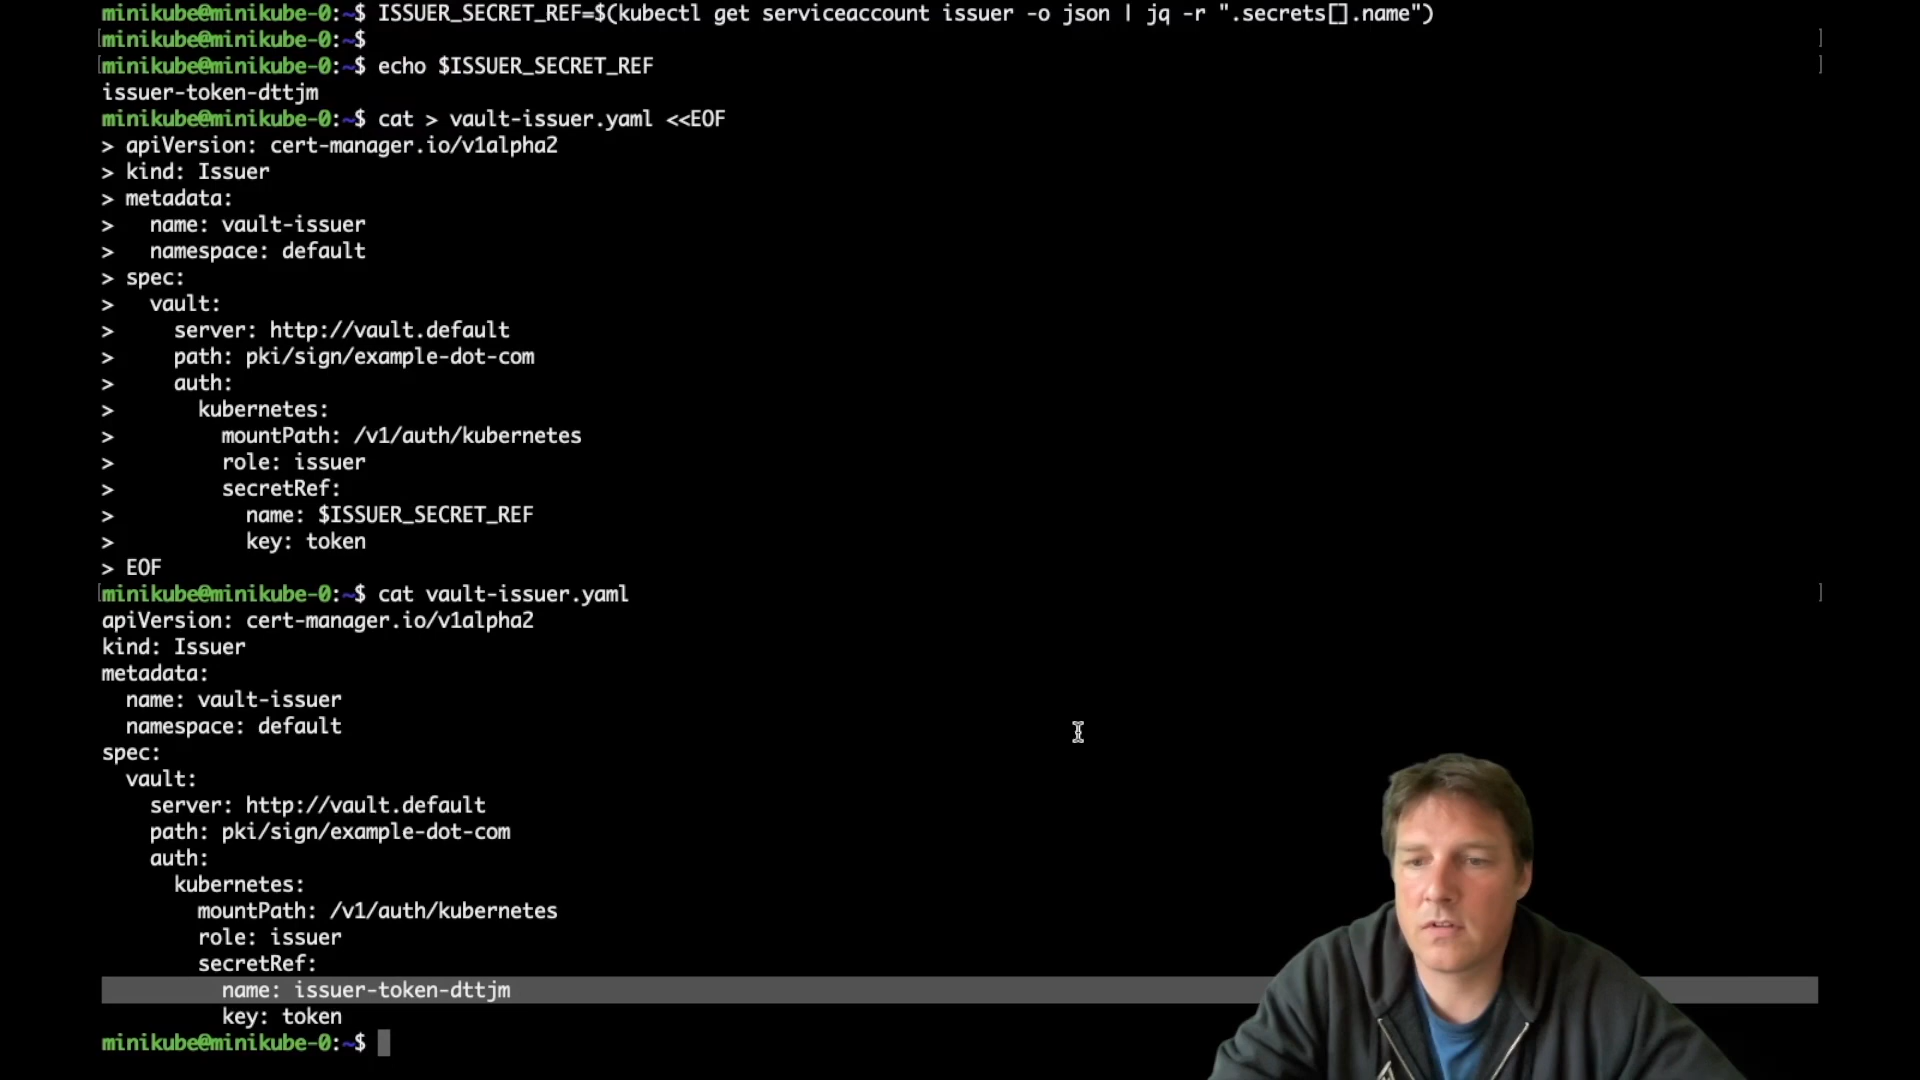 minikube@minikube-0:~$ ISSUER_SECRET_REF=$(kubectl get serviceaccount issuer -o json | jq -r ".secrets[].name")
[minikube@minikube-0:~$ ]
[minikube@minikube-0:~$ echo $ISSUER_SECRET_REF ]
issuer-token-dttjm
minikube@minikube-0:~$ cat > vault-issuer.yaml <<EOF
> apiVersion: cert-manager.io/v1alpha2
> kind: Issuer
> metadata:
>   name: vault-issuer
>   namespace: default
> spec:
>   vault:
>     server: http://vault.default
>     path: pki/sign/example-dot-com
>     auth:
>       kubernetes:
>         mountPath: /v1/auth/kubernetes
>         role: issuer
>         secretRef:
>           name: $ISSUER_SECRET_REF
>           key: token
> EOF
[minikube@minikube-0:~$ cat vault-issuer.yaml ]
apiVersion: cert-manager.io/v1alpha2
kind: Issuer
metadata:
  name: vault-issuer
  namespace: default
spec:
  vault:
    server: http://vault.default
    path: pki/sign/example-dot-com
    auth:
      kubernetes:
        mountPath: /v1/auth/kubernetes
        role: issuer
        secretRef:
          name: issuer-token-dttjm
          key: token
minikube@minikube-0:~$